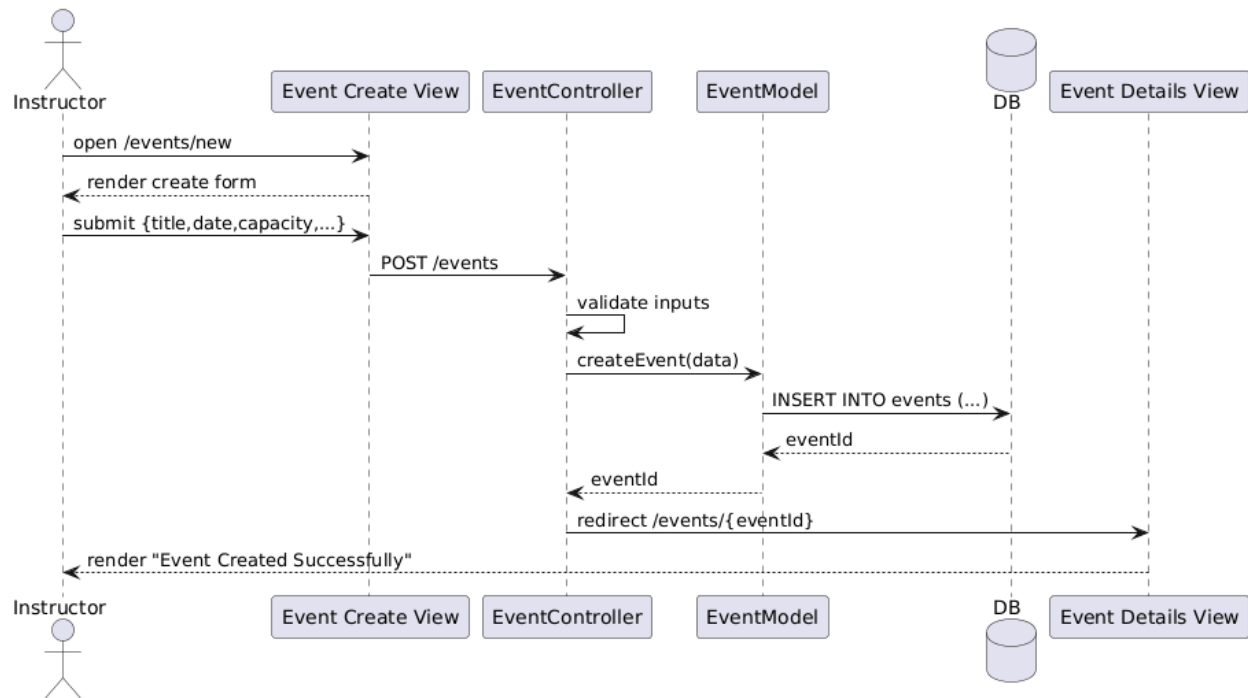 Instructor
Event Create View
EventController
EventModel
DB
Event Details View
open /events/new
render create form
submit {title,date,capacity,...}
POST /events
validate inputs
createEvent(data)
INSERT INTO events (...)
eventId
eventId
redirect /events/{eventId}
render "Event Created Successfully"
Instructor
Event Create View
EventController
EventModel
DB
Event Details View